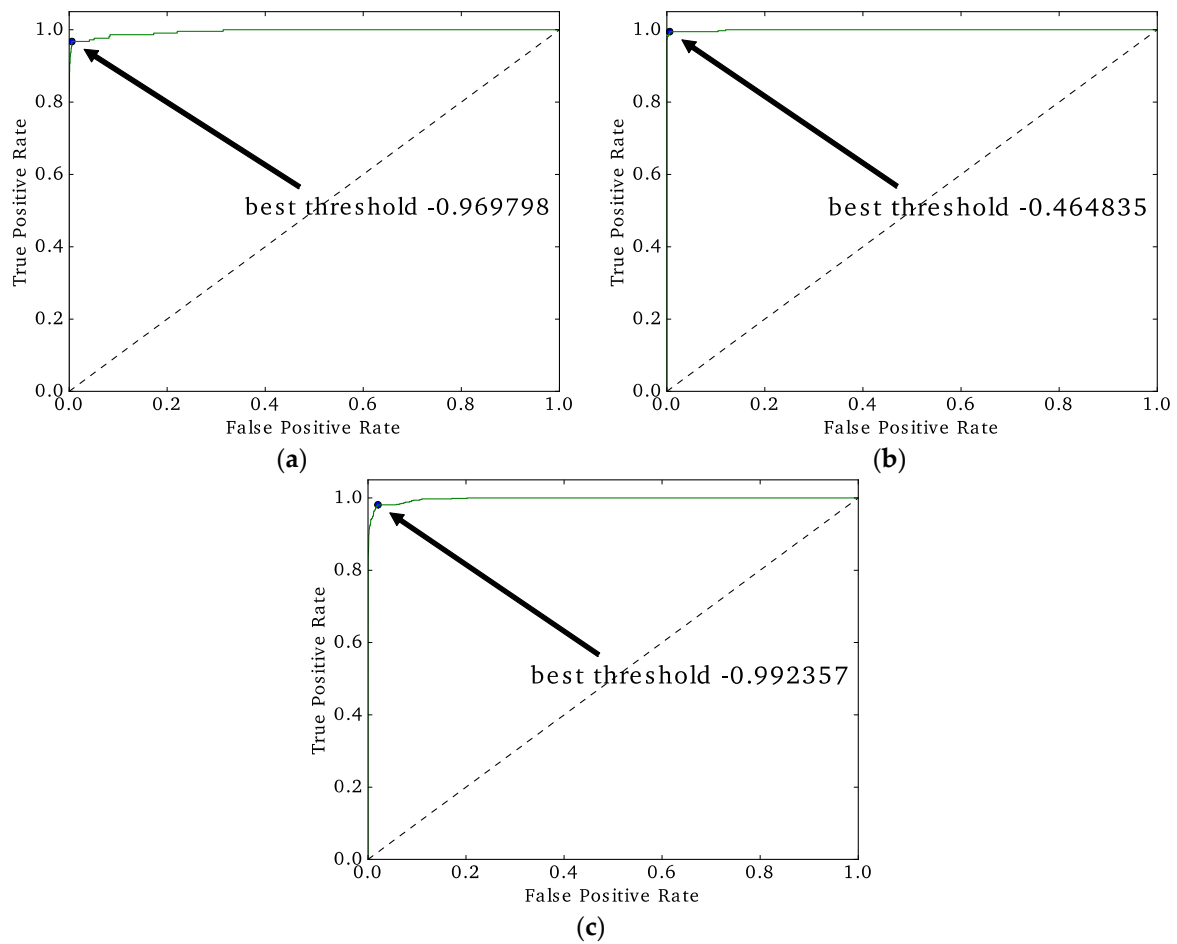 1.0
0.8
0.6
0.4
0.2
0.0
True Positive Rate
best threshold -0.969798
0.0 0.2 0.4 0.6 0.8 1.0
False Positive Rate
(a)
1.0
0.8
0.6
0.4
0.2
0.0
True Positive Rate
best threshold -0.464835
0.0 0.2 0.4 0.6 0.8 1.0
False Positive Rate
(b)
1.0
0.8
0.6
0.4
0.2
0.0
True Positive Rate
best threshold -0.992357
0.0 0.2 0.4 0.6 0.8 1.0
False Positive Rate
(c)